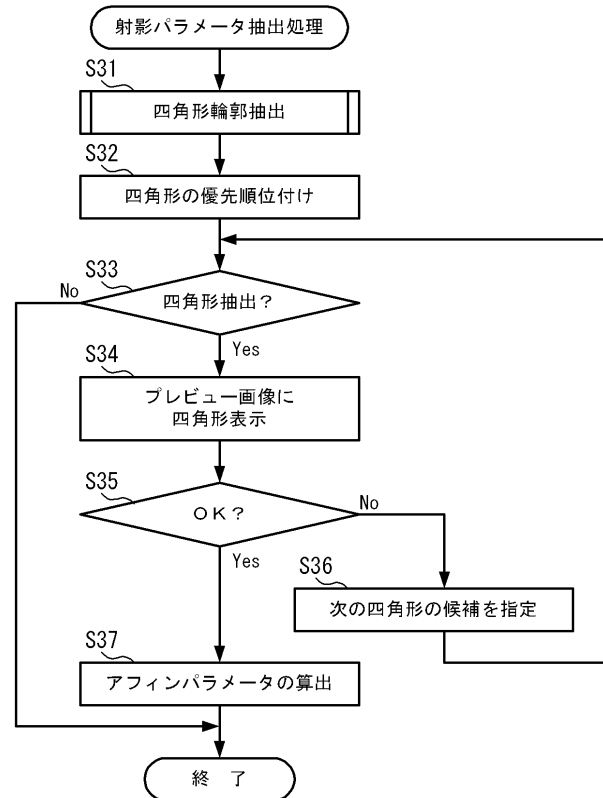 射影パラメータ抽出処理
S31
四角形輪郭抽出
S32
四角形の優先順位付け
S33
No
四角形抽出？
Yes
S34
プレビュー画像に
四角形表示
S35
ＯＫ？
No
Yes
S36
次の四角形の候補を指定
S37
アフィンパラメータの算出
終　了